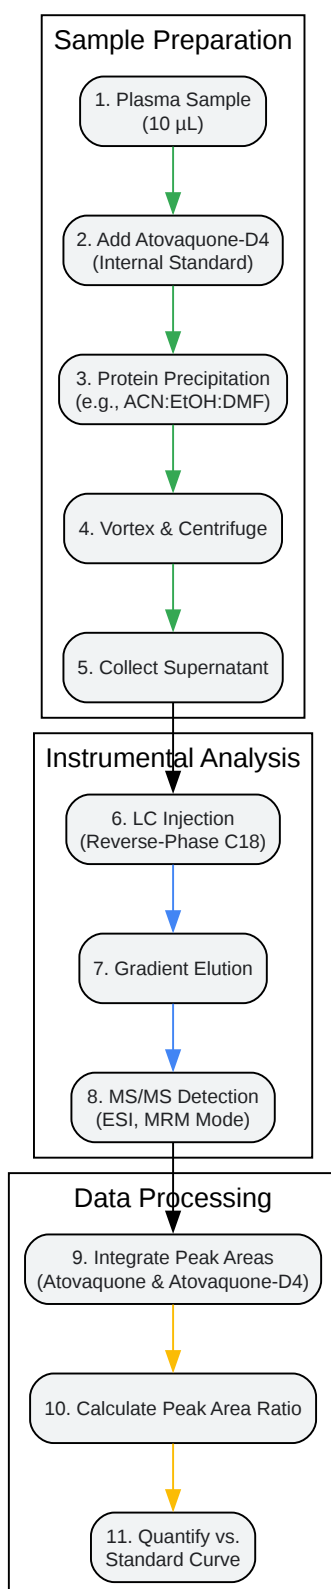 Sample Preparation
1. Plasma Sample
(10 µL)
2. Add Atovaquone-D4
(Internal Standard)
3. Protein Precipitation
(e.g., ACN:EtOH:DMF)
4. Vortex & Centrifuge
5. Collect Supernatant
Instrumental Analysis
6. LC Injection
(Reverse-Phase C18)
7. Gradient Elution
8. MS/MS Detection
(ESI, MRM Mode)
Data Processing
9. Integrate Peak Areas
(Atovaquone & Atovaquone-D4)
10. Calculate Peak Area Ratio
11. Quantify vs.
Standard Curve